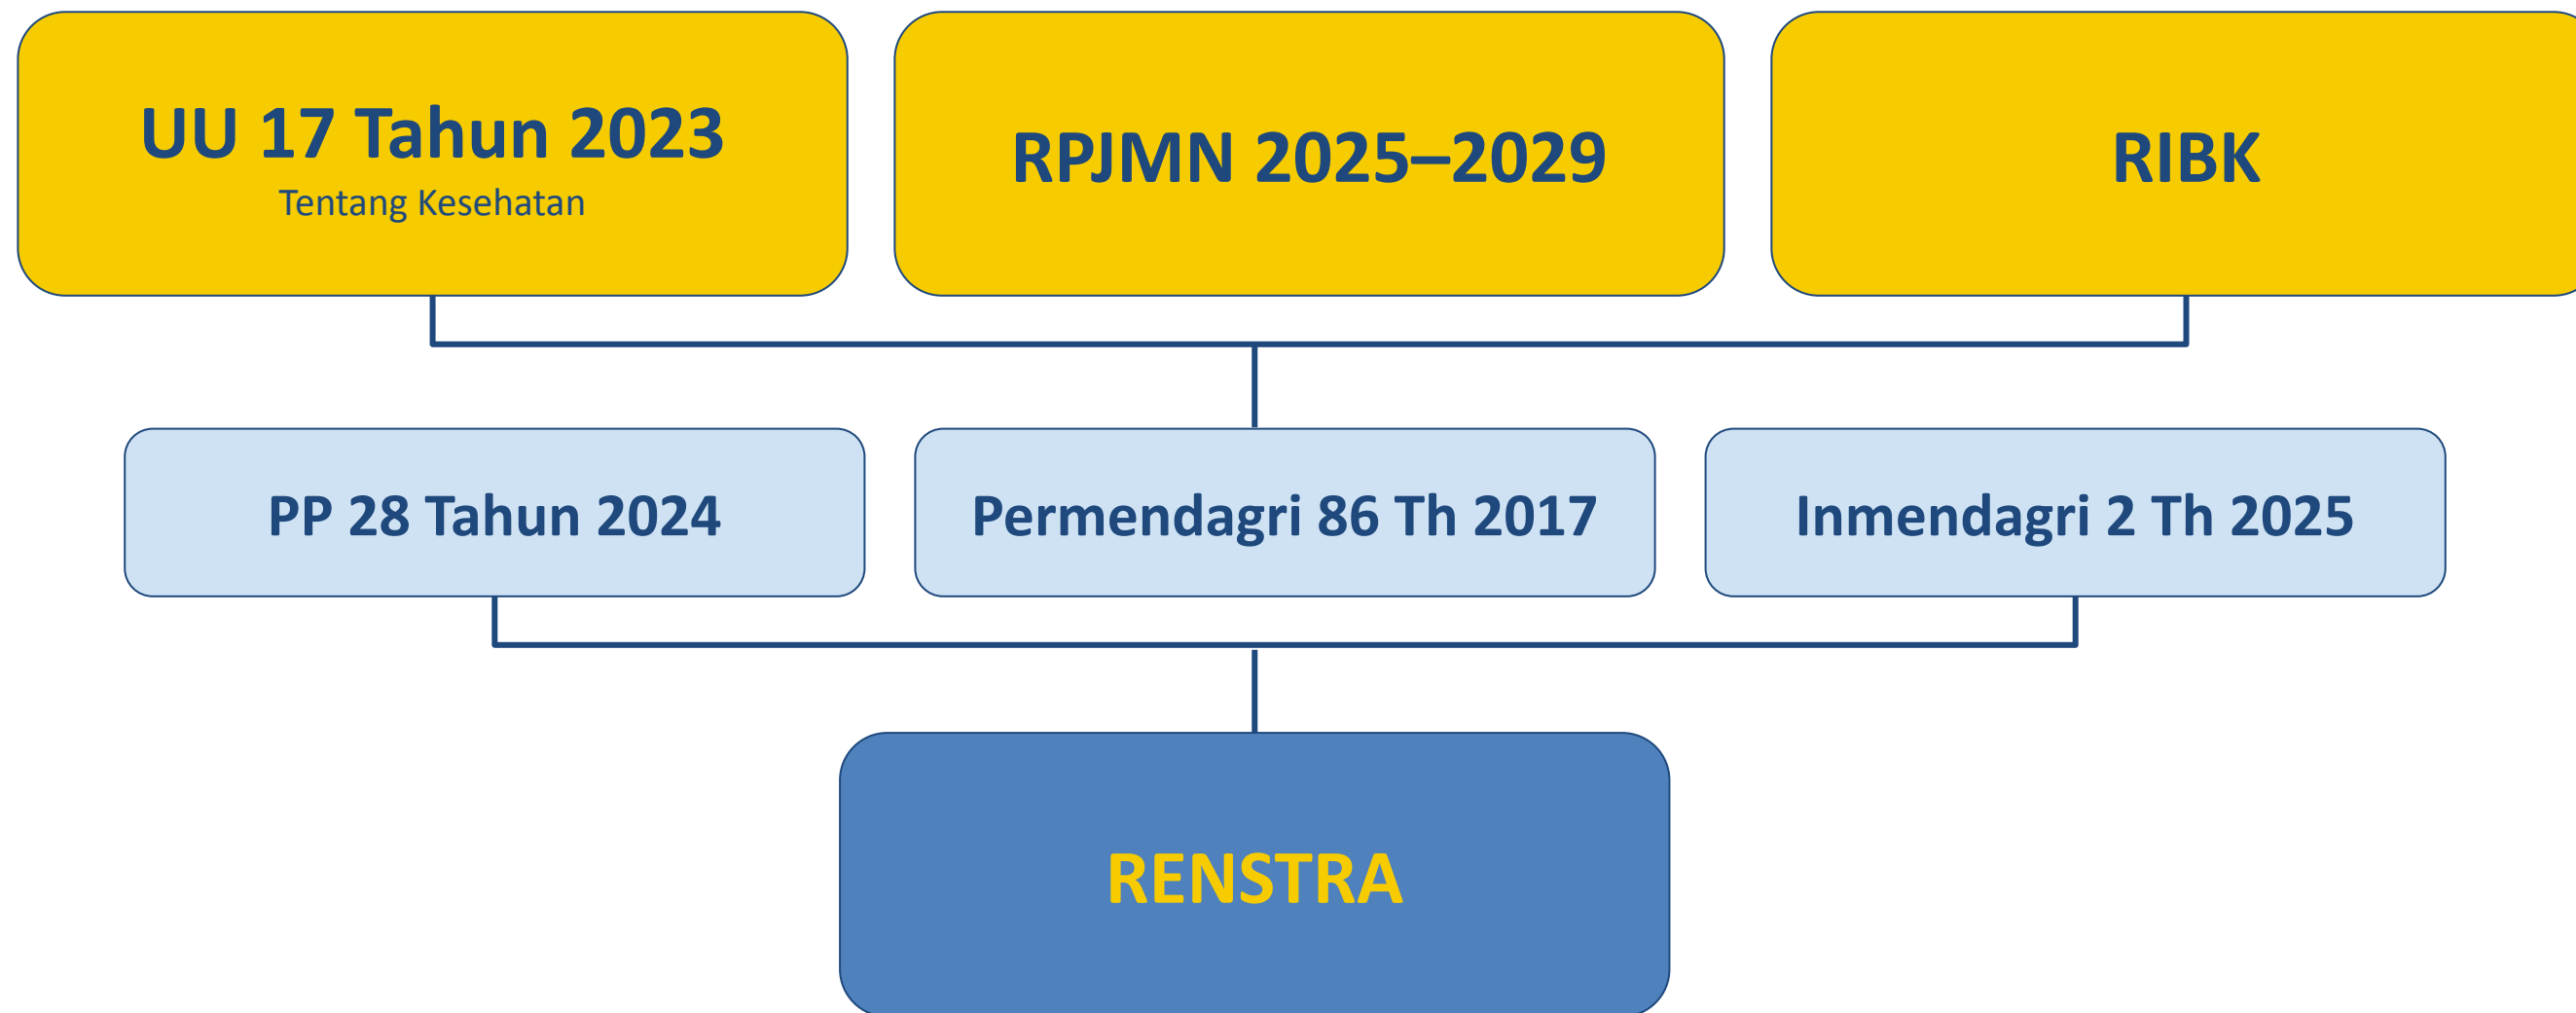 UU 17 Tahun 2023
Tentang Kesehatan
RPJMN 2025–2029
RIBK
PP 28 Tahun 2024
Permendagri 86 Th 2017
Inmendagri 2 Th 2025
RENSTRA